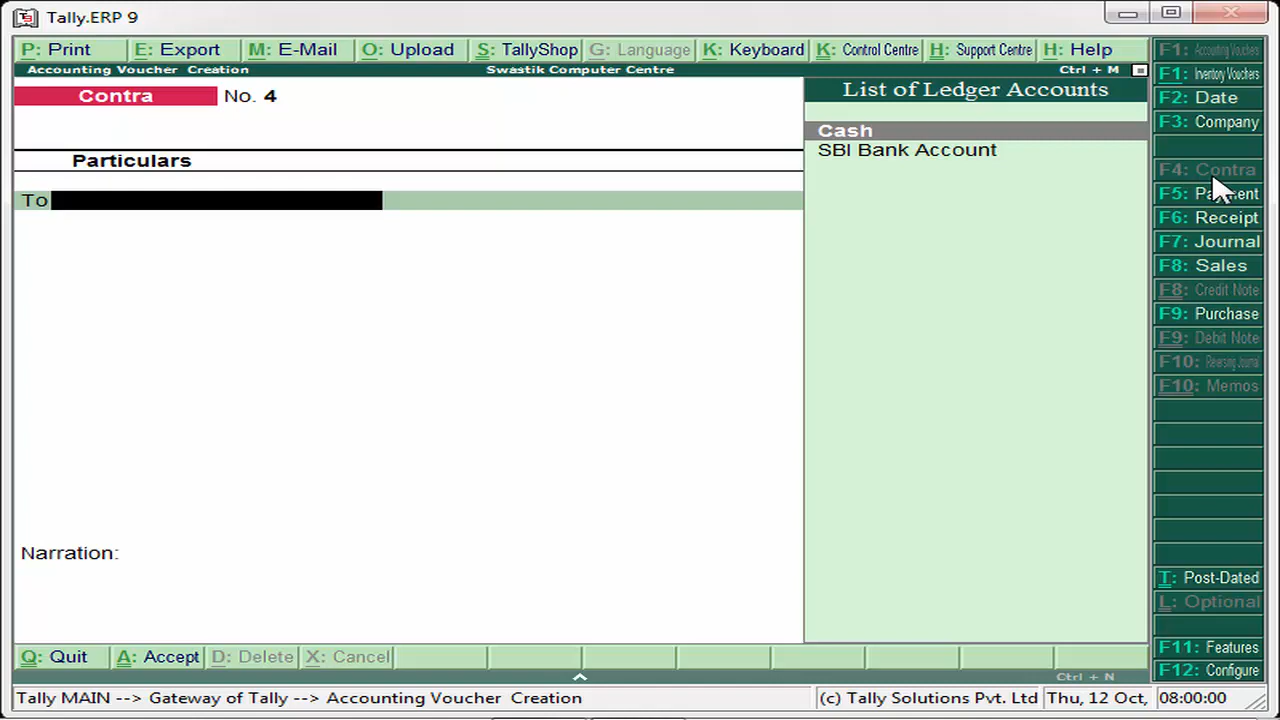 Tally.ERP 9
P: Print E: Export M: E-Mail O: Upload S: TallyShop G: Language K: Keyboard K: Control Centre H: Support Centre H: Help
Accounting Voucher Creation Swastik Computer Centre Ctrl + M
Contra No. 4
Particulars
To
Narration:
List of Ledger Accounts
Cash
SBI Bank Account
F1: Accounting Vouchers
F1: Inventory Vouchers
F2: Date
F3: Company
F4: Contra
F5: Payment
F6: Receipt
F7: Journal
F8: Sales
F8: Credit Note
F9: Purchase
F9: Debit Note
F10: Reversing Journal
F10: Memos
T: Post-Dated
L: Optional
F11: Features
F12: Configure
Q: Quit A: Accept D: Delete X: Cancel
Ctrl + N
Tally MAIN --> Gateway of Tally --> Accounting Voucher Creation (c) Tally Solutions Pvt. Ltd Thu, 12 Oct, 08:00:00